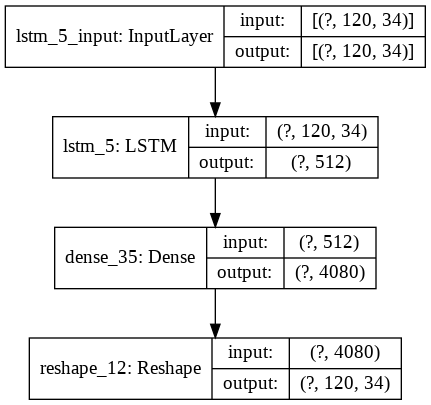 lstm_5_input: InputLayer
input: [(?, 120, 34)]
output: [(?, 120, 34)]
lstm_5: LSTM
input: (?, 120, 34)
output: (?, 512)
dense_35: Dense
input: (?, 512)
output: (?, 4080)
reshape_12: Reshape
input: (?, 4080)
output: (?, 120, 34)